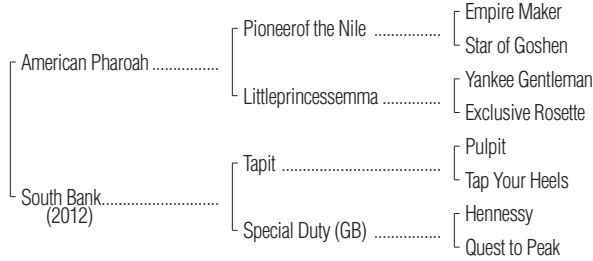 Empire Maker
Pioneerof the Nile ................
Star of Goshen
American Pharoah ................
Yankee Gentleman
Littleprincessemma ..............
Exclusive Rosette
Pulpit
Tapit ......................................
Tap Your Heels
South Bank............................
(2012)
Hennessy
Special Duty (GB) ................
Quest to Peak